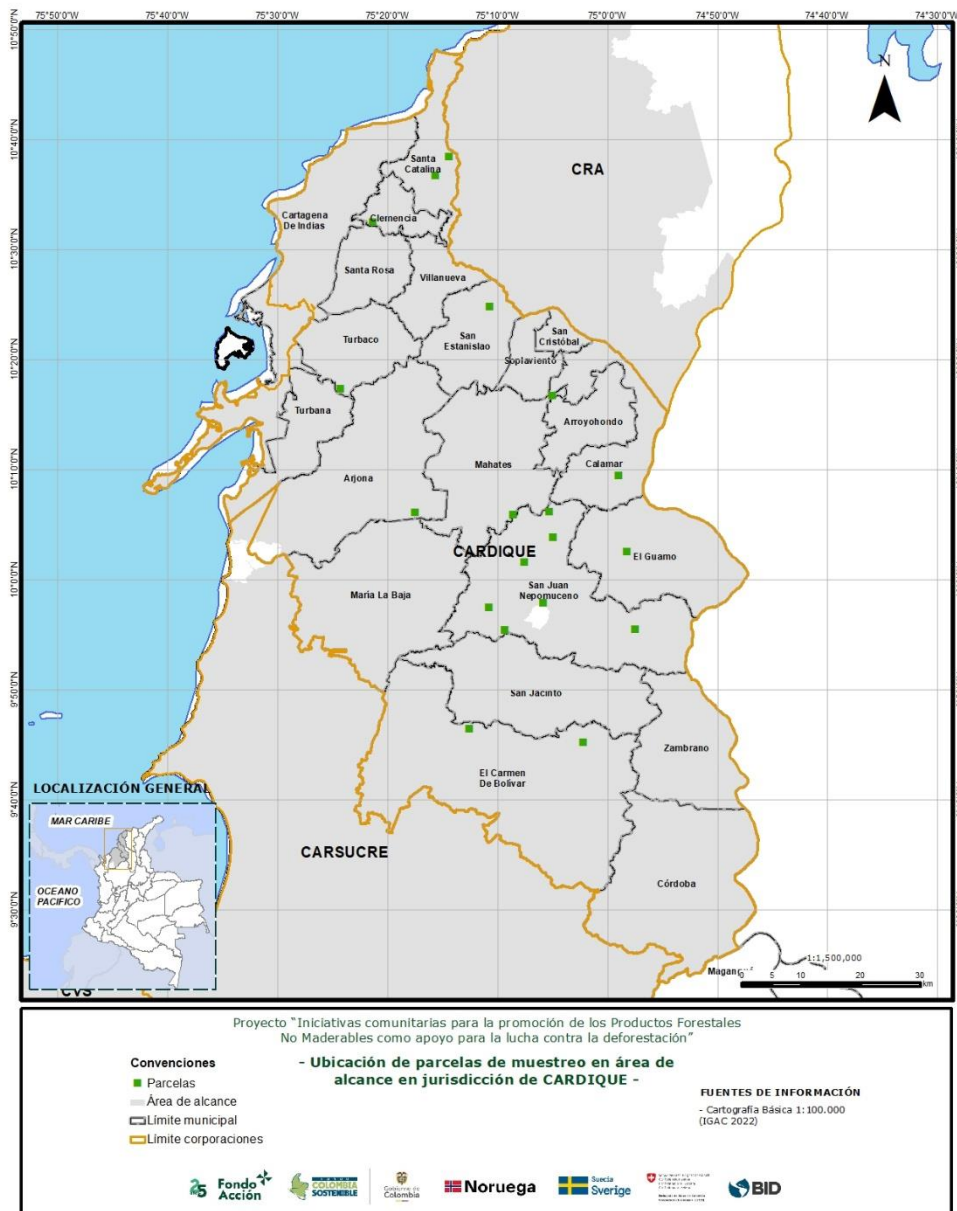 75°50'0"W
75°40'0"W
75°30'0"W
75°20'0"W
75°10'0"W
75°0'0"W
74°50'0"W
74°40'0"W
74°30'0"W
10°50'0"N
10°40'0"N
10°30'0"N
10°20'0"N
10°10'0"N
10°0'0"N
9°50'0"N
9°40'0"N
9°30'0"N
N
CRA
Santa
Catalina
Cartagena
De Indias
Clemencia
Santa Rosa
Villanueva
Turbaco
San
Estanislao
San
Cristóbal
Soplaviento
Turbana
Arroyohondo
Arjona
Mahates
Calamar
CARDIQUE
El Guamo
María La Baja
San Juan
Nepomuceno
San Jacinto
Zambrano
El Carmen
De Bolívar
CARSUCRE
Córdoba
LOCALIZACIÓN GENERAL
MAR CARIBE
OCEANO
PACIFICO
CVS
1:1,500,000
0 5 10 20 30
km
Proyecto "Iniciativas comunitarias para la promoción de los Productos Forestales
No Maderables como apoyo para la lucha contra la deforestación"
- Ubicación de parcelas de muestreo en área de
alcance en jurisdicción de CARDIQUE -
Convenciones
Parcelas
Área de alcance
Límite municipal
Límite corporaciones
FUENTES DE INFORMACIÓN
- Cartografía Básica 1:100.000
(IGAC 2022)
Fondo
Acción
COLOMBIA
SOSTENIBLE
Gobierno de
Colombia
Noruega
Suecia
Sverige
BID